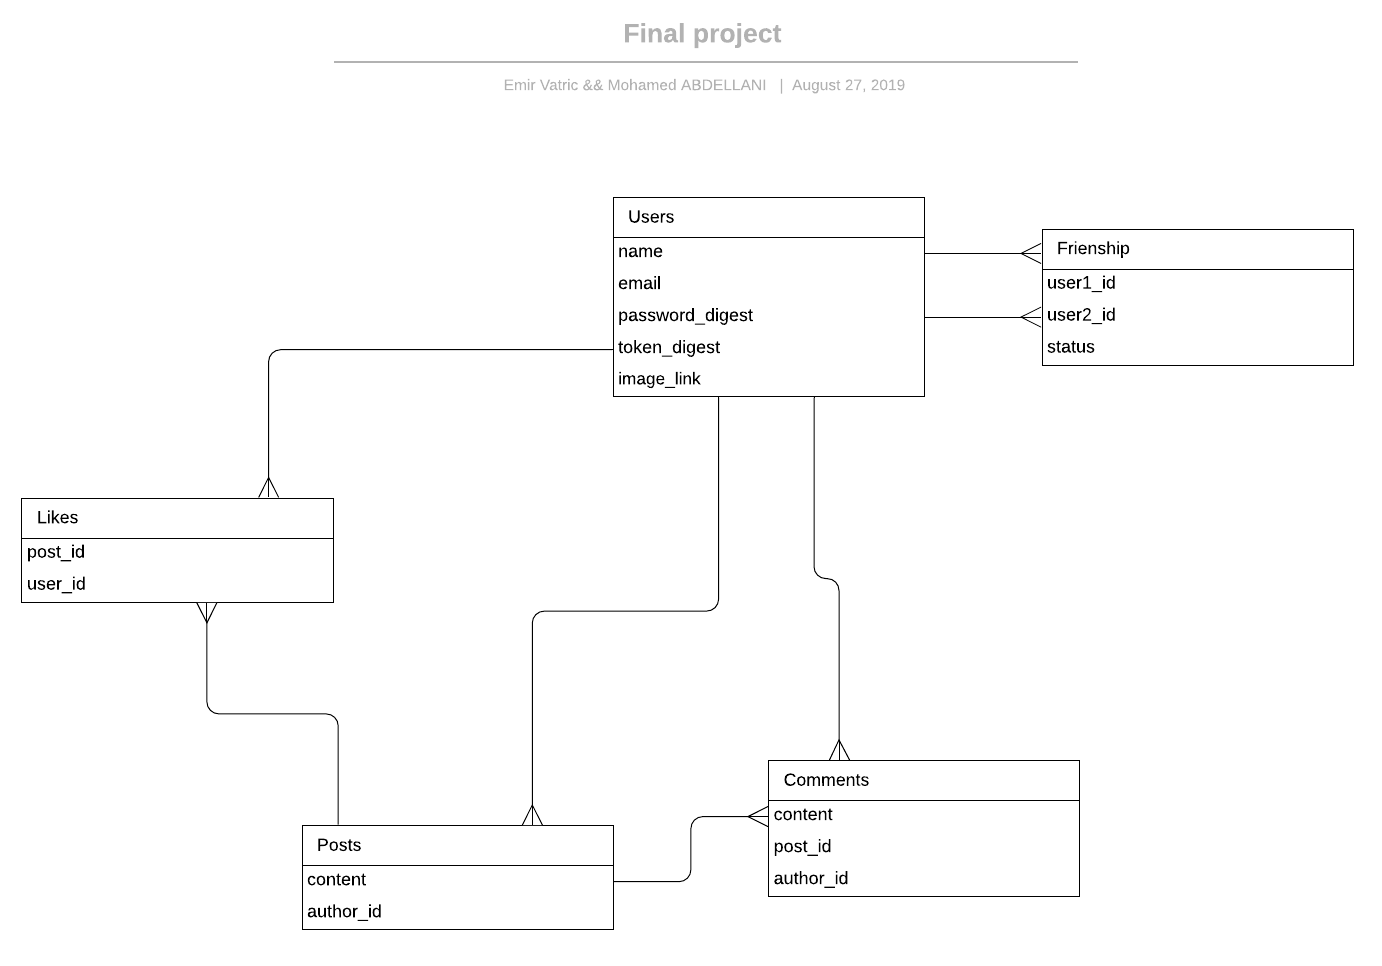 Final project
Emir Vatric && Mohamed ABDELLANI | August 27, 2019
Users
name
email
password_digest
token_digest
image_link
Frienship
user1_id
user2_id
status
Likes
post_id
user_id
Posts
content
author_id
Comments
content
post_id
author_id